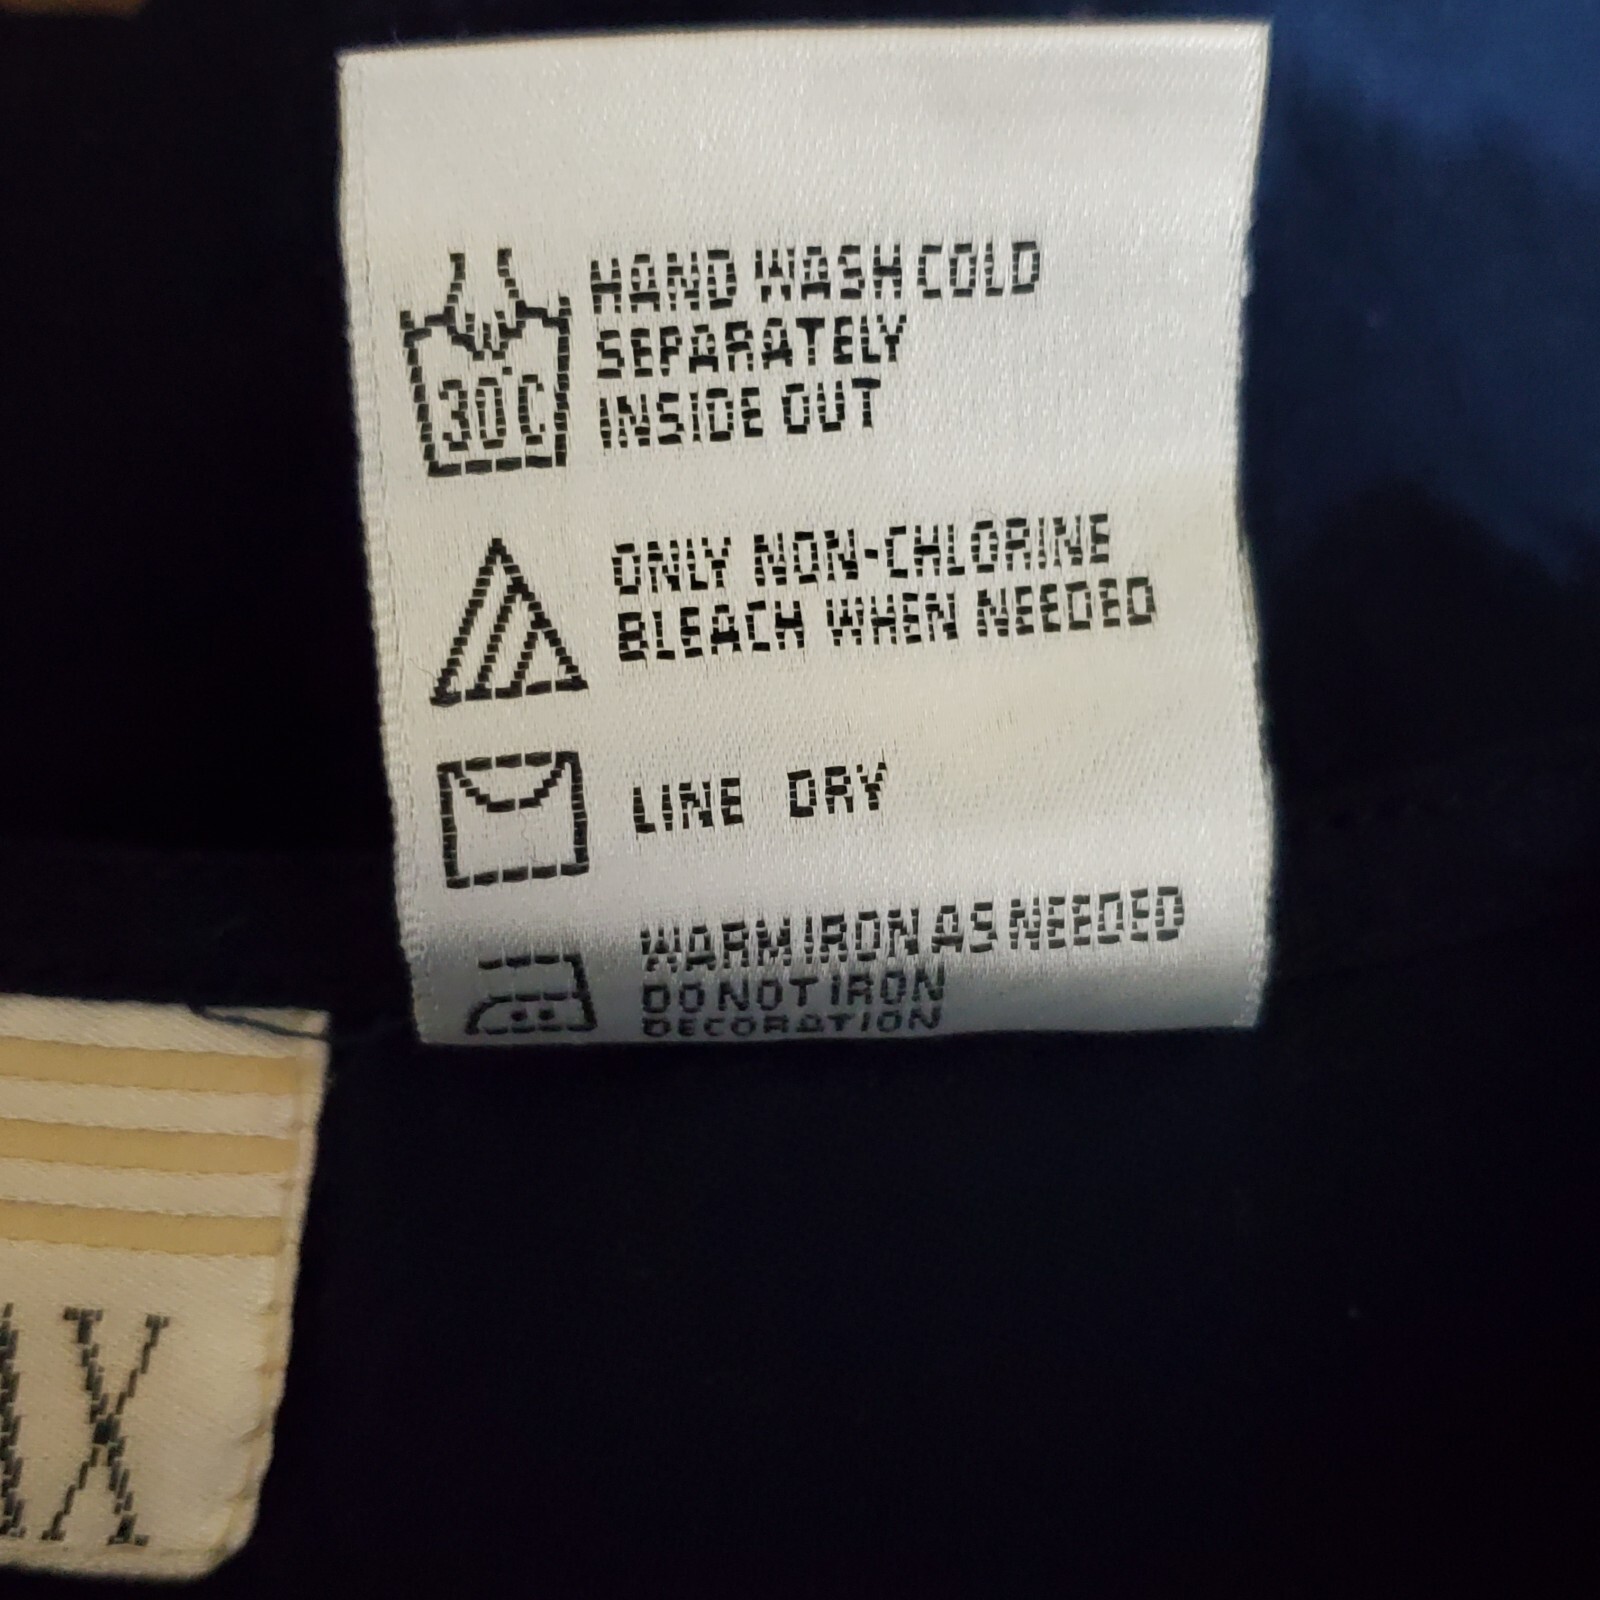 HAND WASH COLD
SEPARATELY
INSIDE OUT
30°C
ONLY NON-CHLORINE
BLEACH WHEN NEEDED
LINE DRY
WARM IRON AS NEEDED
DO NOT IRON
DECORATION
AX